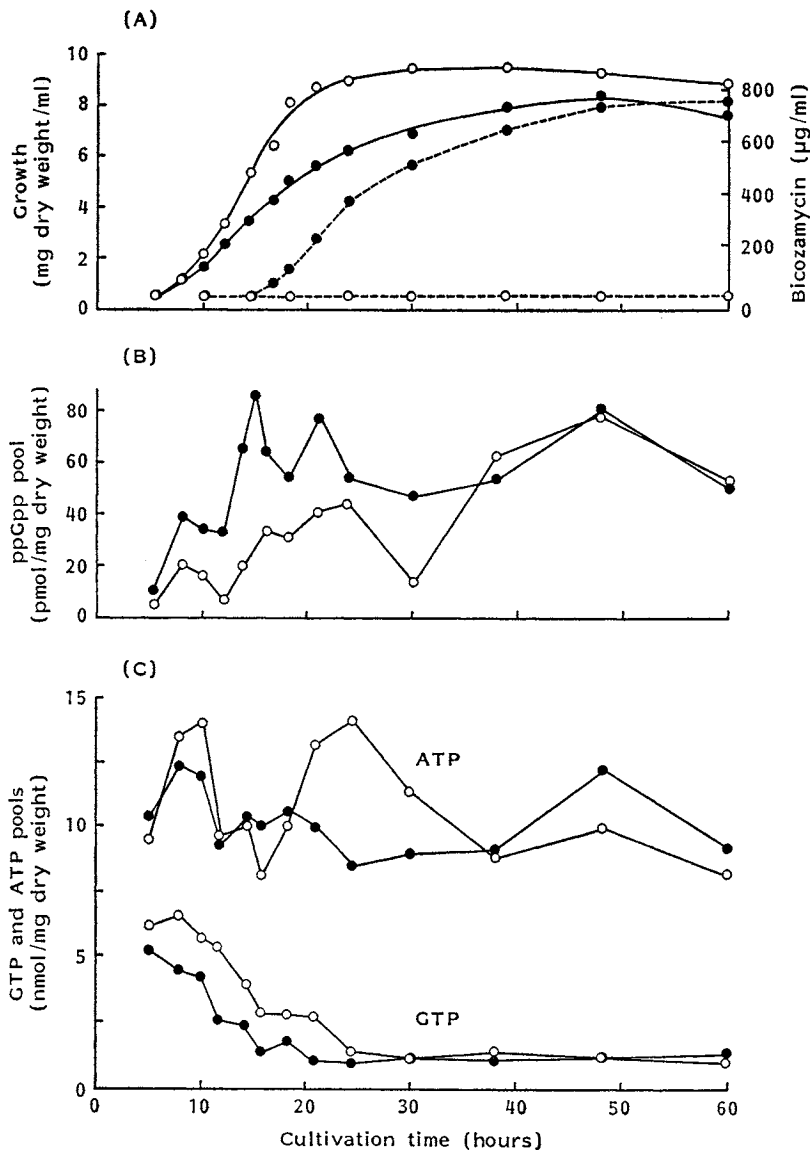 (A)
10
8
6
4
2
0
Growth
(mg dry weight/ml)
800
600
400
200
0
Bicozamycin (µg/ml)
(B)
80
60
40
20
0
ppGpp pool
(pmol/mg dry weight)
(C)
15
10
5
0
GTP and ATP pools
(nmol/mg dry weight)
ATP
GTP
0 10 20 30 40 50 60
Cultivation time (hours)